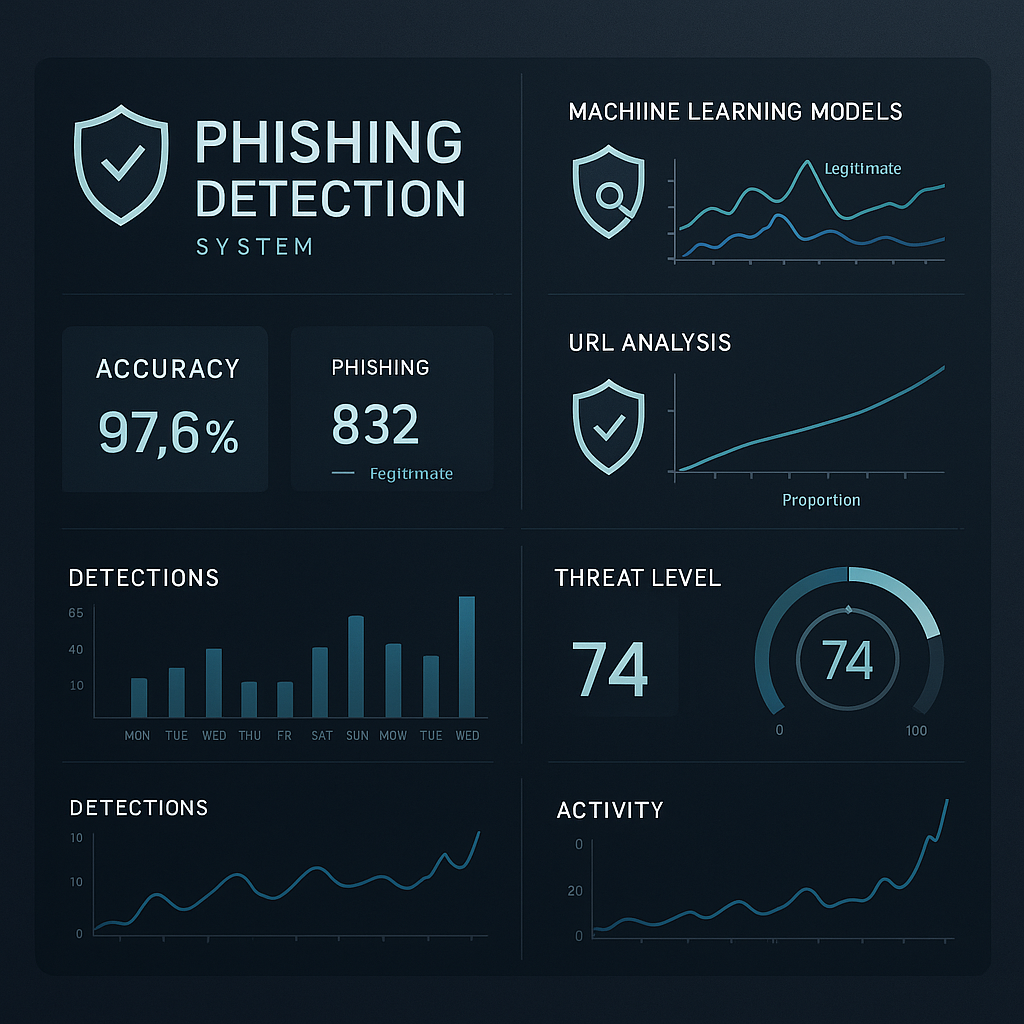 PHISHING
DETECTION
SYSTEM
MACHIINE LEARNING MODELS
Legitimate
ACCURACY
97,6%
PHISHING
832
Fegitrmate
URL ANALYSIS
Proportion
DETECTIONS
65
40
10
MON TUE WED THU FR SAT SUN MOW TUE WED
THREAT LEVEL
74
74
0 100
DETECTIONS
10
10
0
ACTIVITY
0
20
0